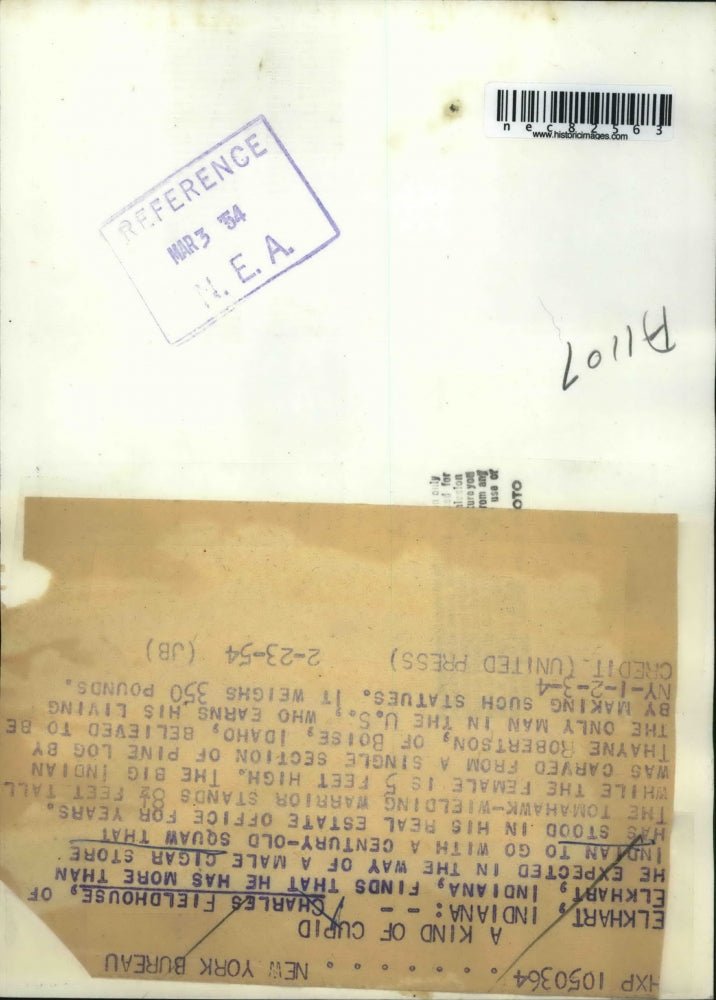 nec82563
www.historicimages.com
REFERENCE
MAR 3 '54
N. E. A.
A1107
OTO
HXP 1050364 . . . . . . . NEW YORK BUREAU
A KIND OF CUPID
ELKHART, INDIANA:--CHARLES FIELDHOUSE, OF
ELKHART, INDIANA, FINDS THAT HE HAS MORE THAN
HE EXPECTED IN THE WAY OF A MALE CIGAR STORE
INDIAN TO GO WITH A CENTURY-OLD SQUAW THAT
HAS STOOD IN HIS REAL ESTATE OFFICE FOR YEARS.
THE TOMAHAWK-WIELDING WARRIOR STANDS 8½ FEET TALL
WHILE THE FEMALE IS 5 FEET HIGH. THE BIG INDIAN
WAS CARVED FROM A SINGLE SECTION OF PINE LOG BY
THAYNE ROBERTSON, OF BOISE, IDAHO, BELIEVED TO BE
THE ONLY MAN IN THE U.S., WHO EARNS HIS LIVING
BY MAKING SUCH STATUES. IT WEIGHS 350 POUNDS.
NY-1-2-3-4
CREDIT (UNITED PRESS) 2-23-54 (JB)